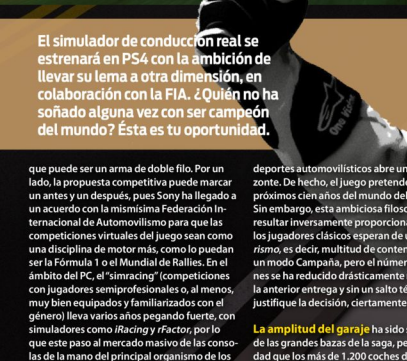 El simulador de conducción real se
estrenará en PS4 con la ambición de
llevar su lema a otra dimensión, en
colaboración con la FIA. ¿Quién no ha
soñado alguna vez con ser campeón
del mundo? Ésta es tu oportunidad.
One Vision
que puede ser un arma de doble filo. Por un
lado, la propuesta competitiva puede marcar
un antes y un después, pues Sony ha llegado a
un acuerdo con la mismísima Federación In-
ternacional de Automovilismo para que las
competiciones virtuales del juego sean como
una disciplina de motor más, como lo puedan
ser la Fórmula 1 o el Mundial de Rallies. En el
ámbito del PC, el “simracing” (competiciones
con jugadores semiprofesionales o, al menos,
muy bien equipados y familiarizados con el
género) lleva varios años pegando fuerte, con
simuladores como iRacing y rFactor, por lo
que este paso al mercado masivo de las conso-
las de la mano del principal organismo de los
deportes automovilísticos abre un
zonte. De hecho, el juego pretende
próximos cien años del mundo del
Sin embargo, esta ambiciosa filoso
resultar inversamente proporciona
los jugadores clásicos esperan de u
rismo, es decir, multitud de conten
un modo Campaña, pero el númer
nes se ha reducido drásticamente
la anterior entrega y sin un salto té
justifique la decisión, ciertamente
La amplitud del garaje ha sido s
de las grandes bazas de la saga, pe
dad que los más de 1.200 coches d